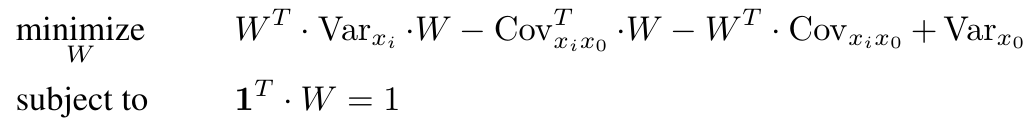 minimize W^T · Var_{x_i} · W − Cov^T_{x_i x_0} · W − W^T · Cov_{x_i x_0} + Var_{x_0}
W
subject to 1^T · W = 1